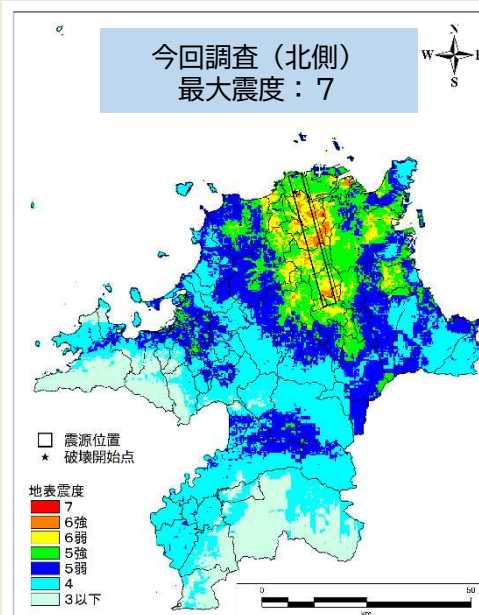 今回調査（北側）
最大震度：７
N
W
E
S
震源位置
破壊開始点
地表震度
7
6強
6弱
5強
5弱
4
3以下
0
50
km